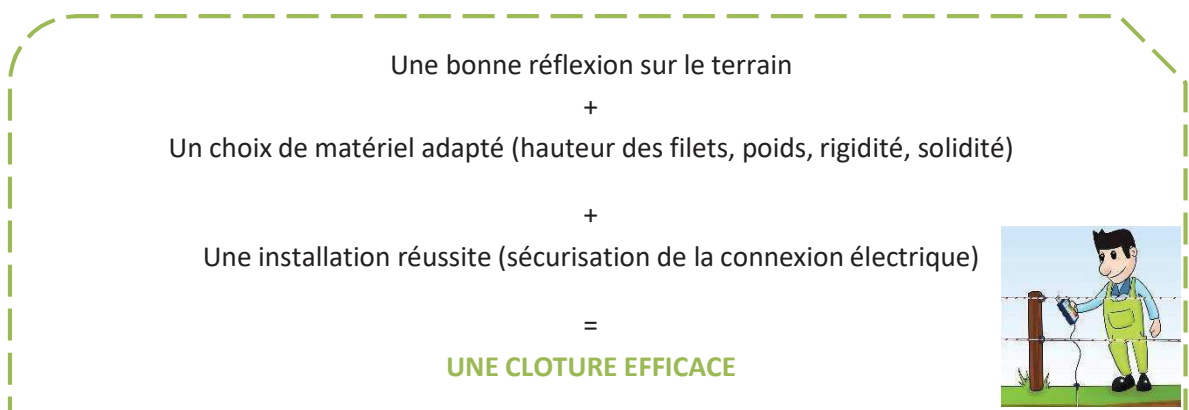 Une bonne réflexion sur le terrain
+
Un choix de matériel adapté (hauteur des filets, poids, rigidité, solidité)
+
Une installation réussite (sécurisation de la connexion électrique)
=
UNE CLOTURE EFFICACE